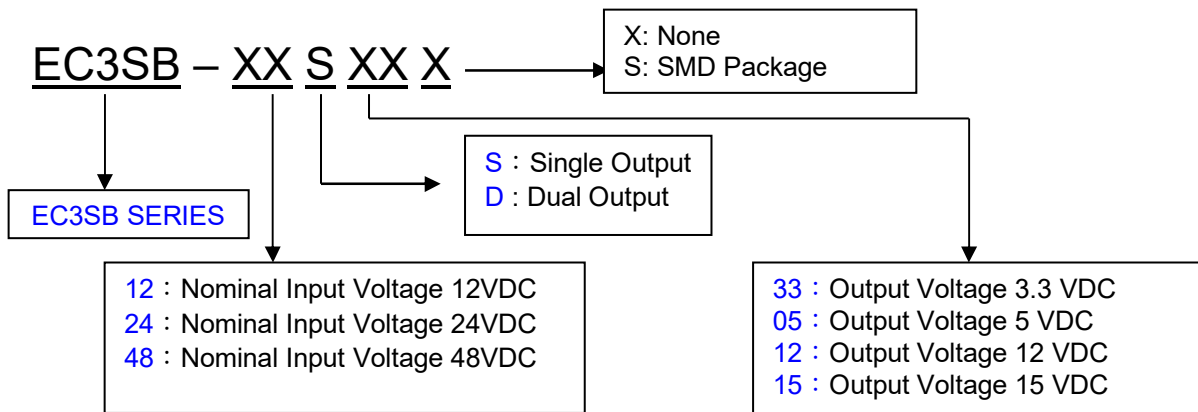 EC3SB – XX S XX X
X: None
S: SMD Package
S：Single Output
D : Dual Output
EC3SB SERIES
12：Nominal Input Voltage 12VDC
24：Nominal Input Voltage 24VDC
48：Nominal Input Voltage 48VDC
33：Output Voltage 3.3 VDC
05：Output Voltage 5 VDC
12：Output Voltage 12 VDC
15：Output Voltage 15 VDC